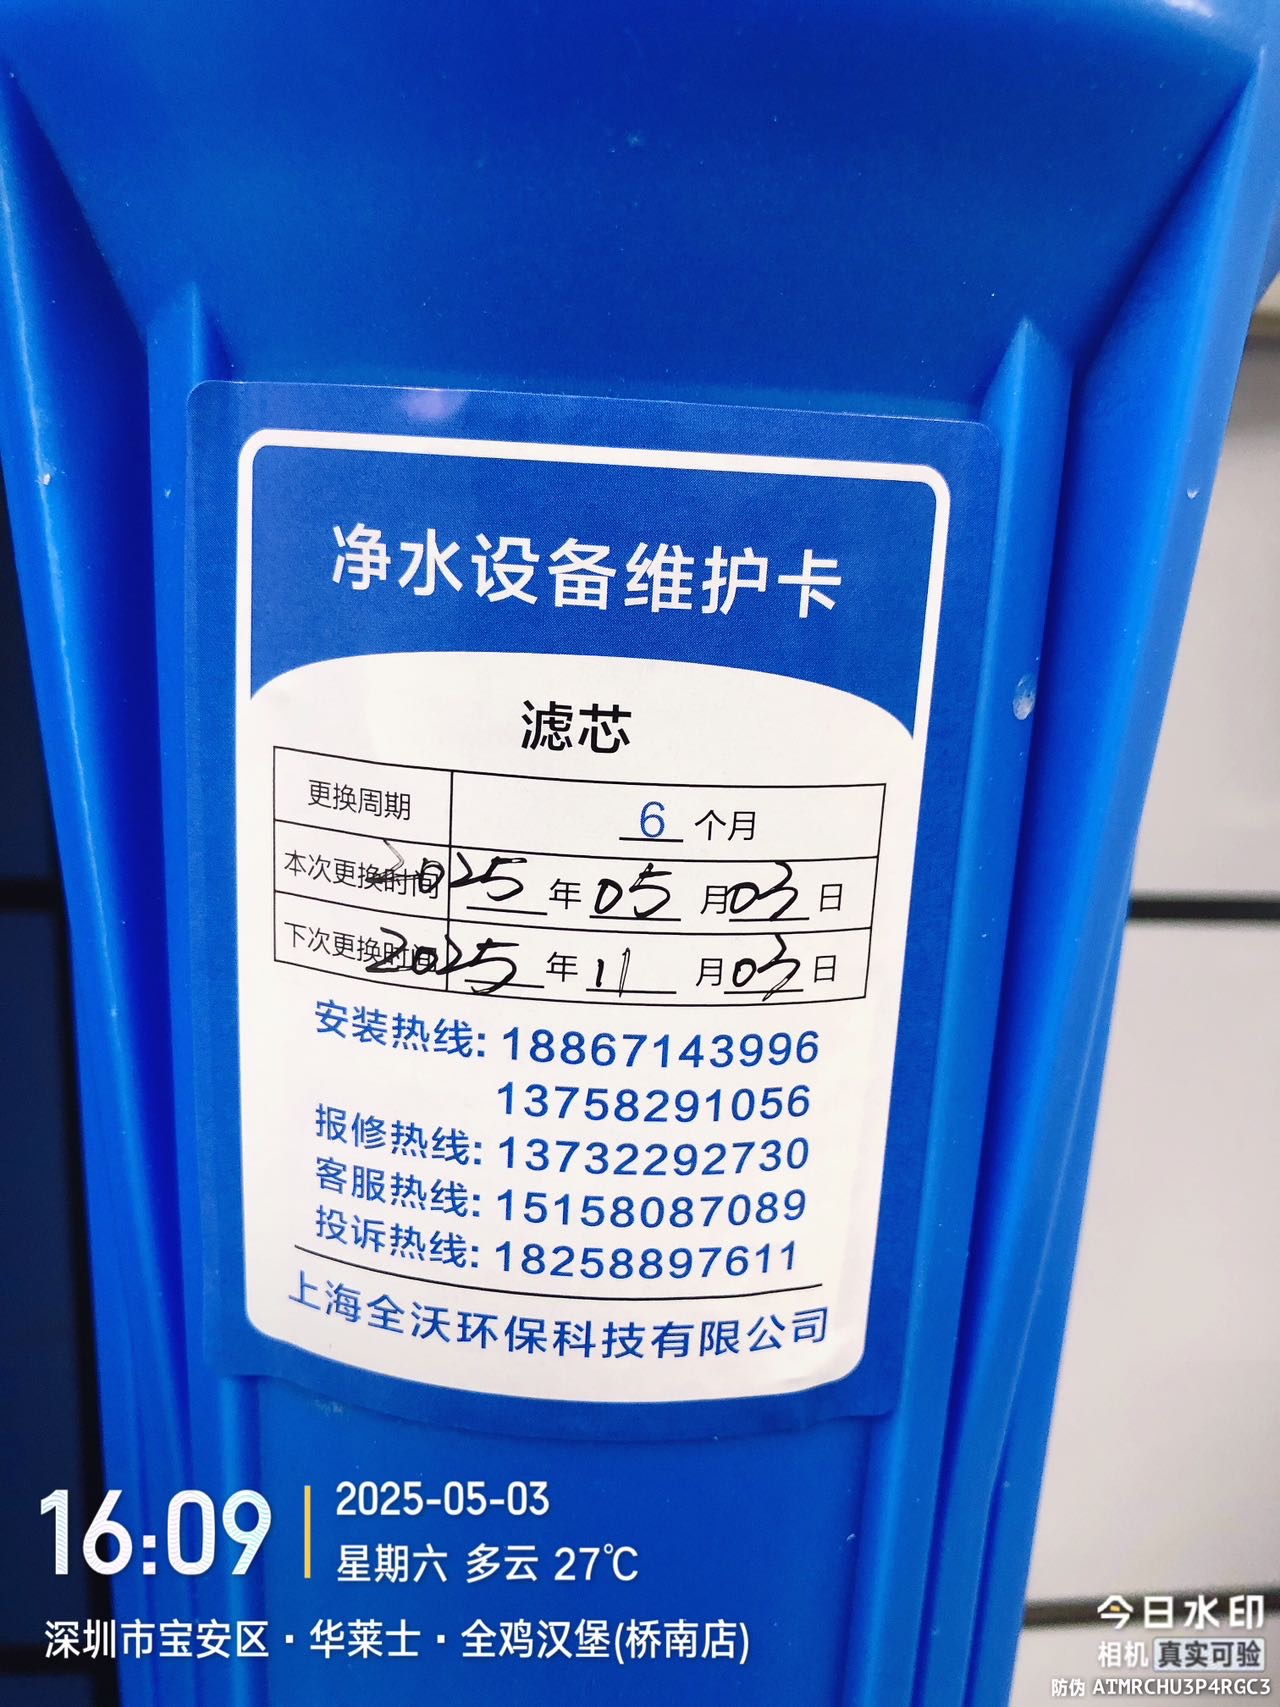 净水设备维护卡
滤芯
更换周期 6 个月
本次更换时间 2025 年 05 月 03 日
下次更换时间 2025 年 11 月 03 日
安装热线: 18867143996
13758291056
报修热线: 13732292730
客服热线: 15158087089
投诉热线: 18258897611
上海全沃环保科技有限公司
16:09
2025-05-03
星期六 多云 27℃
深圳市宝安区·华莱士·全鸡汉堡(桥南店)
今日水印
相机 真实可验
防伪 ATMRCHU3P4RGC3